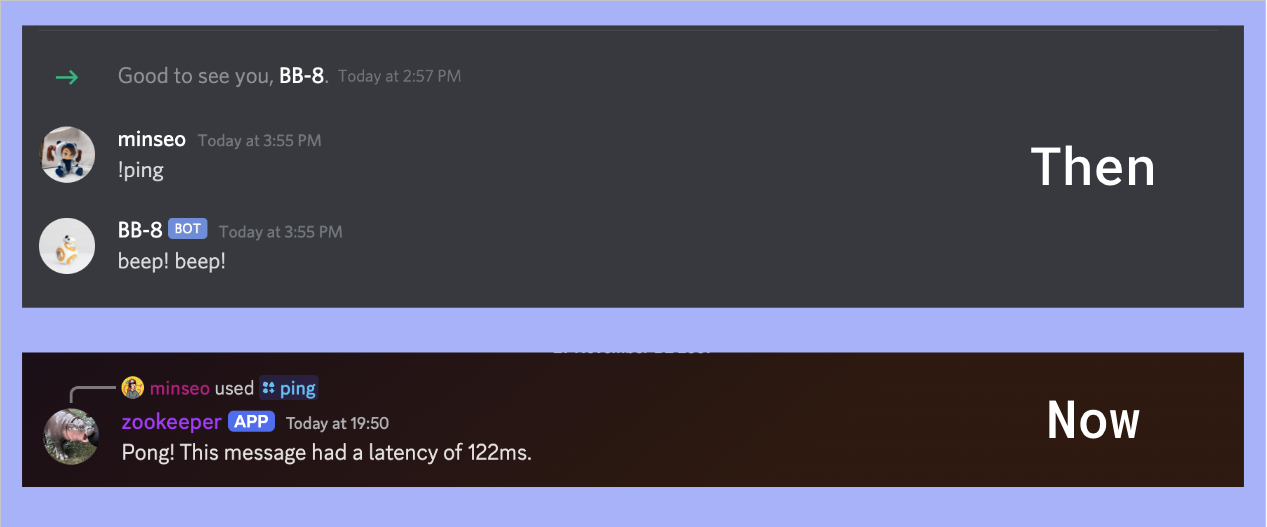 Good to see you, BB-8. Today at 2:57 PM
minseo Today at 3:55 PM
!ping
Then
BB-8 BOT Today at 3:55 PM
beep! beep!
minseo used ping
zookeeper APP Today at 19:50
Now
Pong! This message had a latency of 122ms.